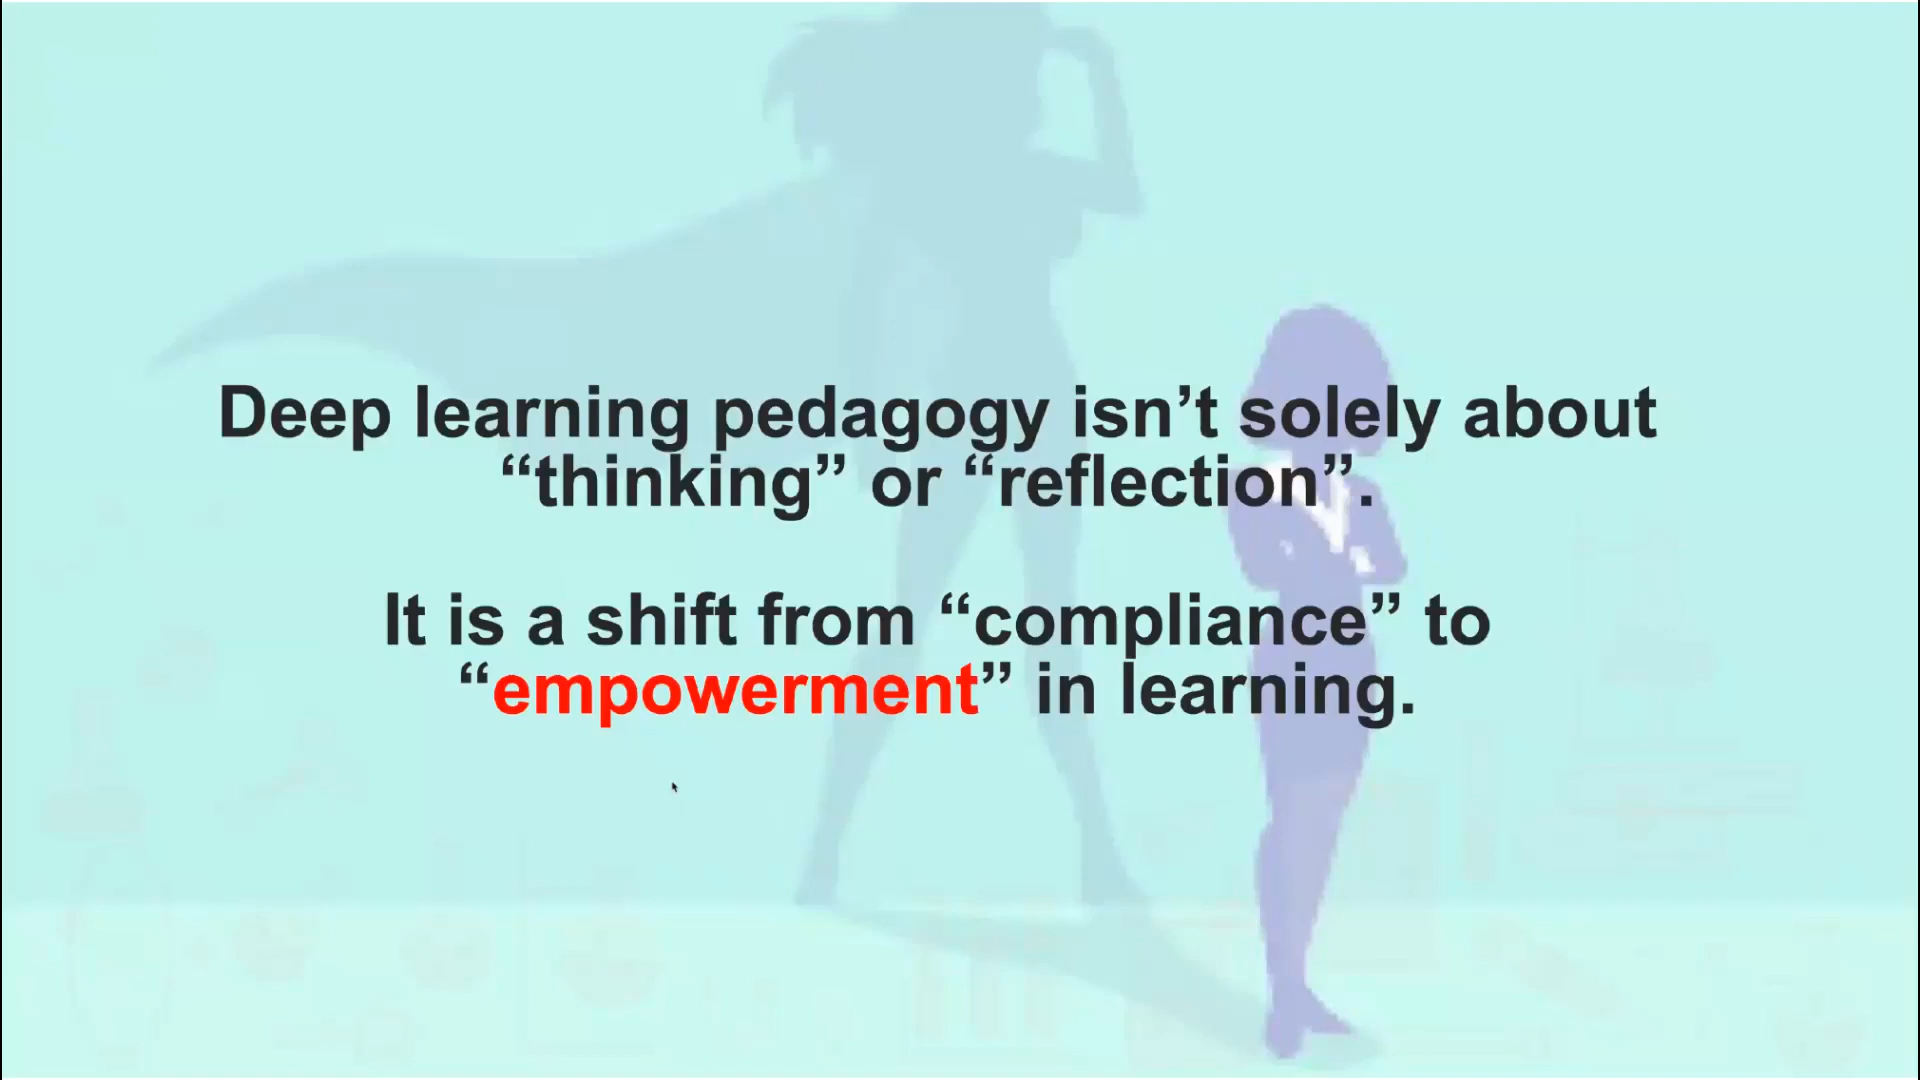 Deep learning pedagogy isn’t solely about
“thinking” or “reflection”.
It is a shift from “compliance” to
“empowerment” in learning.